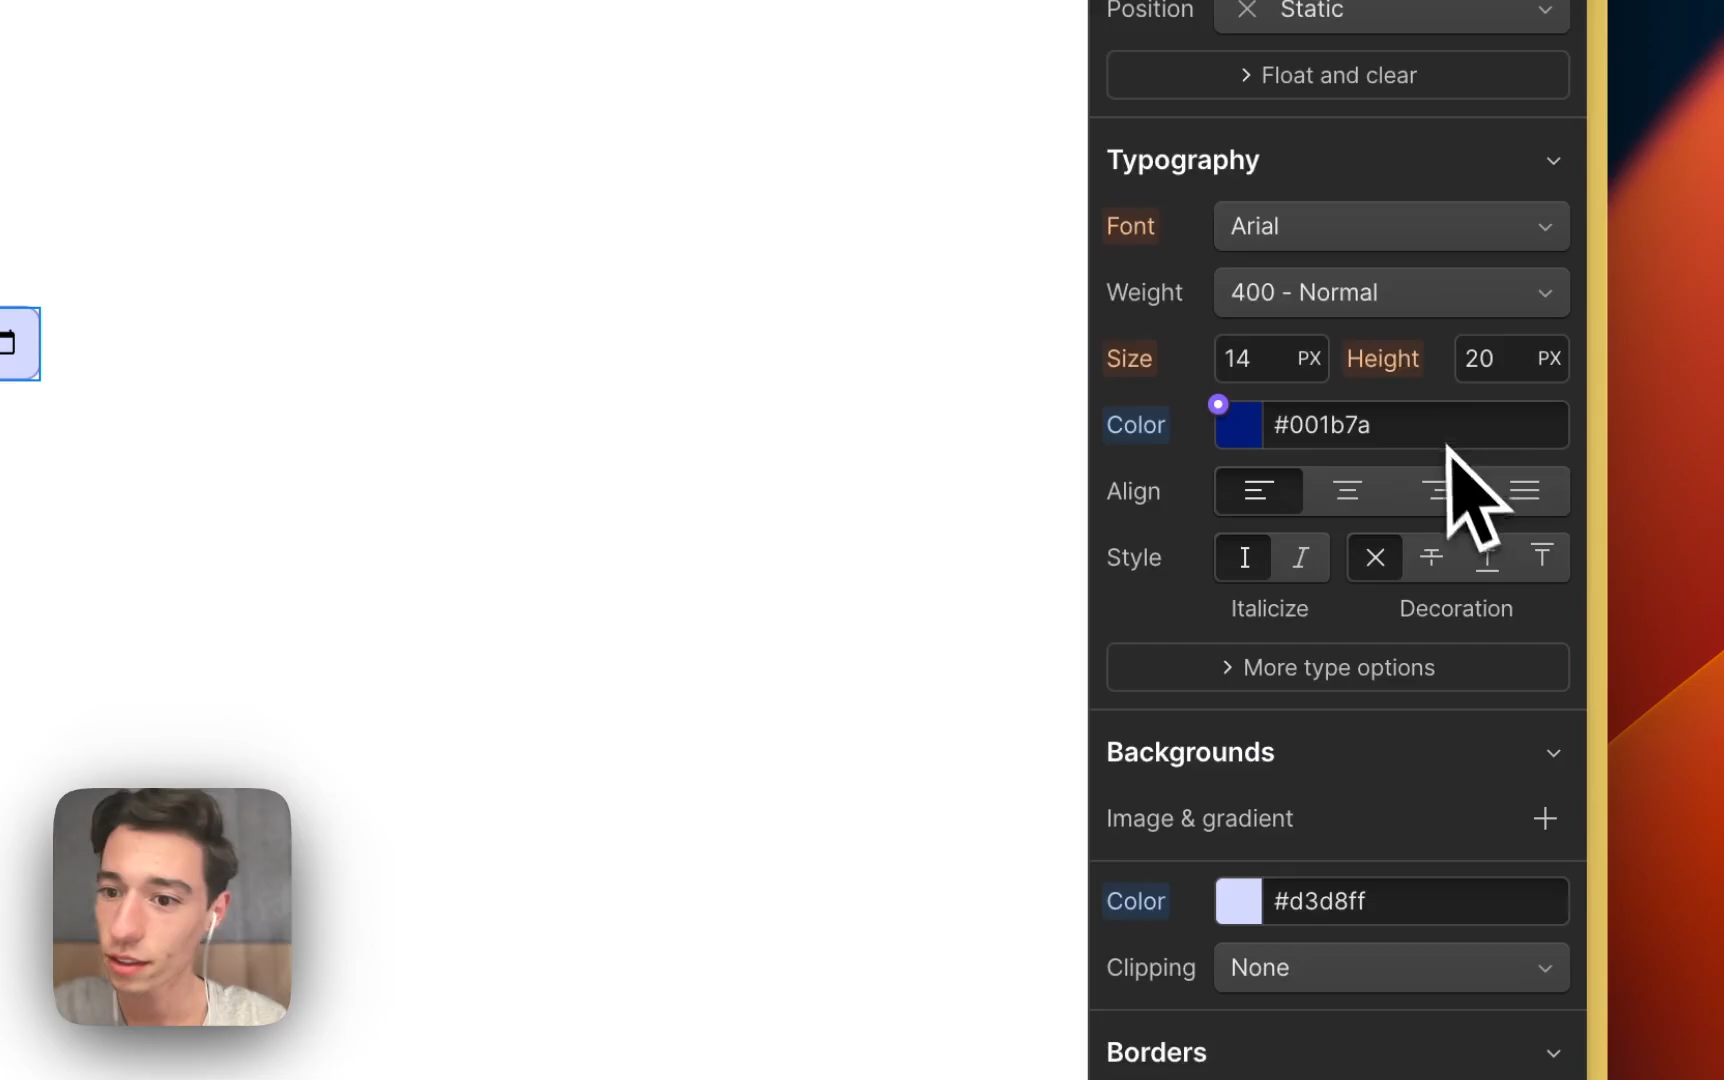 Position Static
Float and clear
Typography
Font Arial
Weight 400 - Normal
Size 14 PX Height 20 PX
Color #001b7a
Align
Style
Italicize Decoration
More type options
Backgrounds
Image & gradient
Color #d3d8ff
Clipping None
Borders